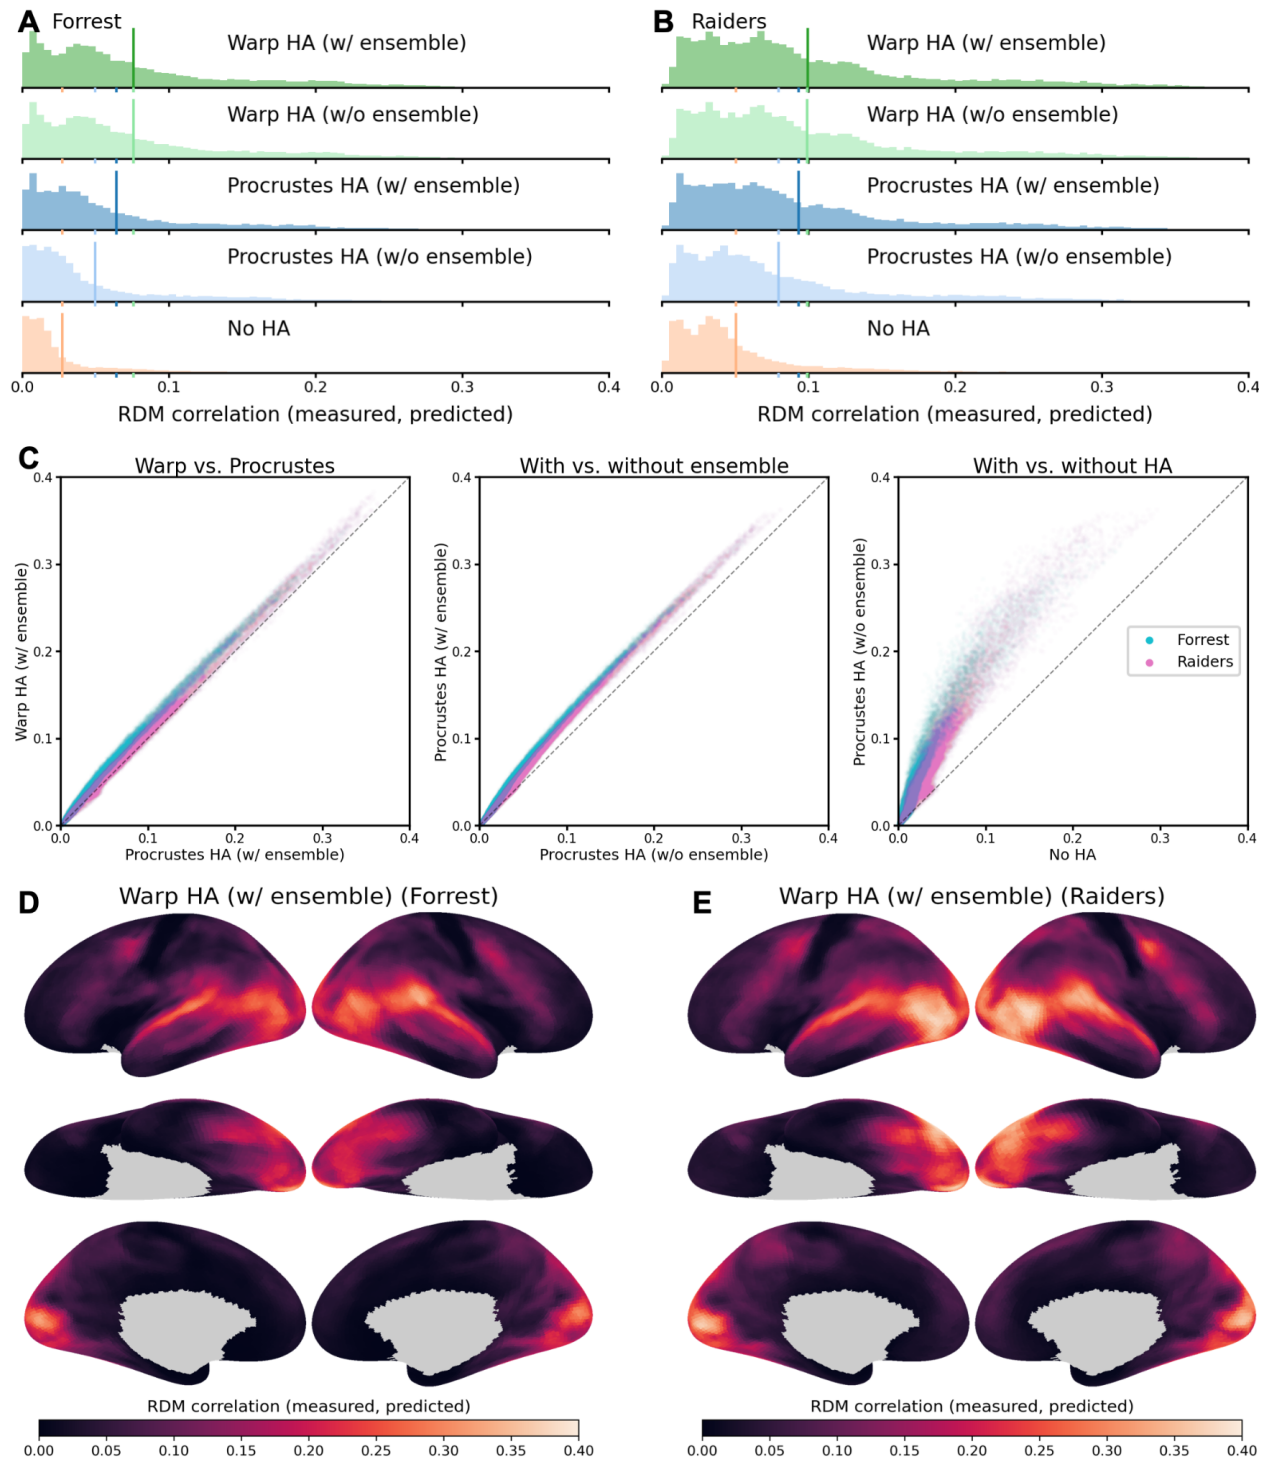 A Forrest
Warp HA (w/ ensemble)
Warp HA (w/o ensemble)
Procrustes HA (w/ ensemble)
Procrustes HA (w/o ensemble)
No HA
0.0 0.1 0.2 0.3 0.4
RDM correlation (measured, predicted)
B Raiders
Warp HA (w/ ensemble)
Warp HA (w/o ensemble)
Procrustes HA (w/ ensemble)
Procrustes HA (w/o ensemble)
No HA
0.0 0.1 0.2 0.3 0.4
RDM correlation (measured, predicted)
C
Warp vs. Procrustes
Warp HA (w/ ensemble)
0.4
0.3
0.2
0.1
0.0
0.0 0.1 0.2 0.3 0.4
Procrustes HA (w/ ensemble)
With vs. without ensemble
Procrustes HA (w/ ensemble)
0.4
0.3
0.2
0.1
0.0
0.0 0.1 0.2 0.3 0.4
Procrustes HA (w/o ensemble)
With vs. without HA
Procrustes HA (w/o ensemble)
0.4
0.3
0.2
0.1
0.0
Forrest
Raiders
0.0 0.1 0.2 0.3 0.4
No HA
D Warp HA (w/ ensemble) (Forrest)
RDM correlation (measured, predicted)
0.00 0.05 0.10 0.15 0.20 0.25 0.30 0.35 0.40
E Warp HA (w/ ensemble) (Raiders)
RDM correlation (measured, predicted)
0.00 0.05 0.10 0.15 0.20 0.25 0.30 0.35 0.40